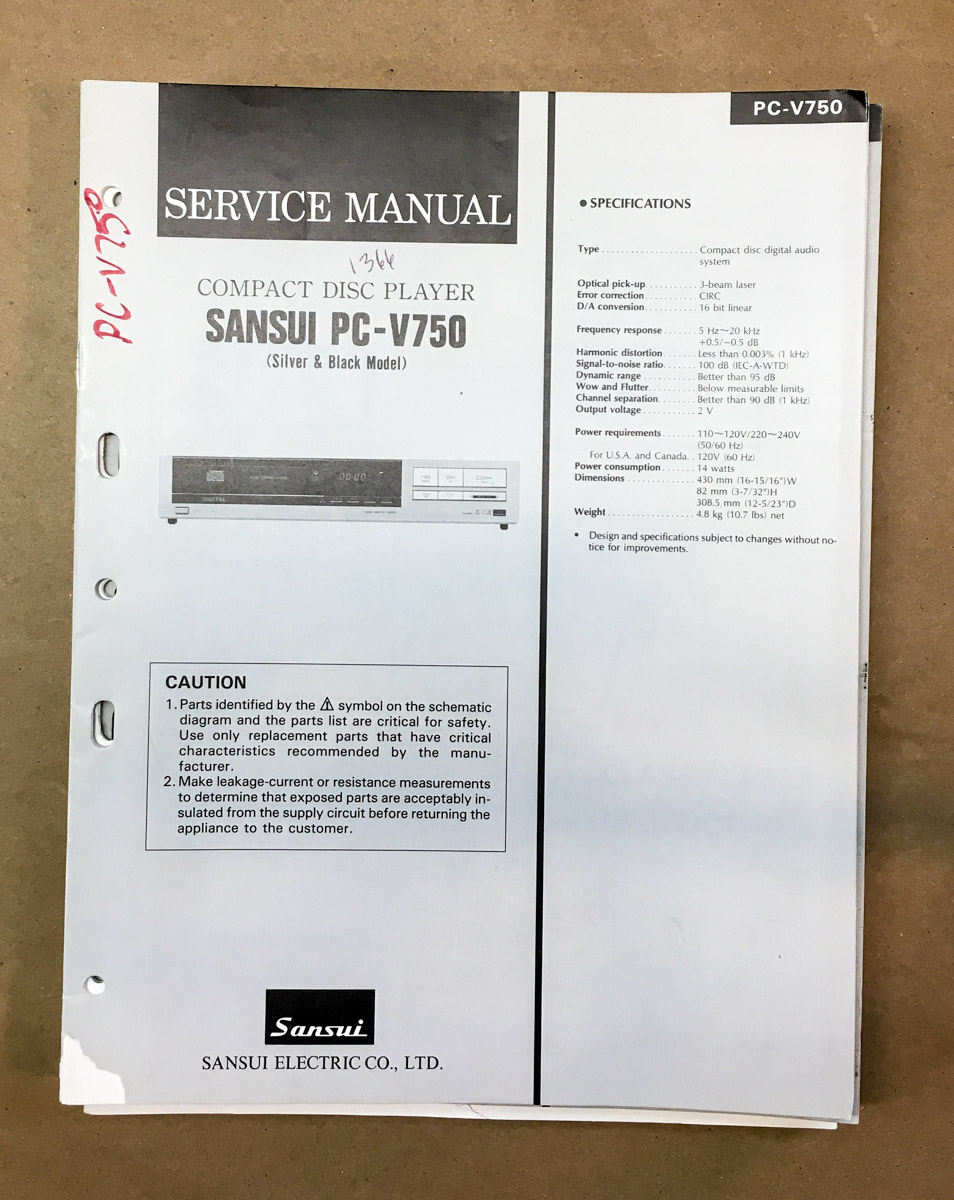 PC-V750
SERVICE MANUAL
1366
COMPACT DISC PLAYER
SANSUI PC-V750
(Silver & Black Model)
00:00
DIGITAL
CAUTION
1. Parts identified by the ⚠ symbol on the schematic
diagram and the parts list are critical for safety.
Use only replacement parts that have critical
characteristics recommended by the manu-
facturer.
2. Make leakage-current or resistance measurements
to determine that exposed parts are acceptably in-
sulated from the supply circuit before returning the
appliance to the customer.
Sansui
SANSUI ELECTRIC CO., LTD.
PC-V750
● SPECIFICATIONS
Type . . . . . . . . . . . . . . . . . . . Compact disc digital audio
system
Optical pick-up . . . . . . . . . . 3-beam laser
Error correction . . . . . . . . . . CIRC
D/A conversion . . . . . . . . . . 16 bit linear
Frequency response . . . . . . 5 Hz~20 kHz
+0.5/−0.5 dB
Harmonic distortion . . . . . . Less than 0.003% (1 kHz)
Signal-to-noise ratio . . . . . . 100 dB (IEC-A-WTD)
Dynamic range . . . . . . . . . . Better than 95 dB
Wow and Flutter . . . . . . . . . Below measurable limits
Channel separation . . . . . . . Better than 90 dB (1 kHz)
Output voltage . . . . . . . . . . 2 V
Power requirements . . . . . . 110~120V/220~240V
(50/60 Hz)
For U.S.A. and Canada . . 120V (60 Hz)
Power consumption . . . . . . 14 watts
Dimensions . . . . . . . . . . . . . 430 mm (16-15/16")W
82 mm (3-7/32")H
308.5 mm (12-5/23")D
Weight . . . . . . . . . . . . . . . . . 4.8 kg (10.7 lbs) net
• Design and specifications subject to changes without no-
tice for improvements.